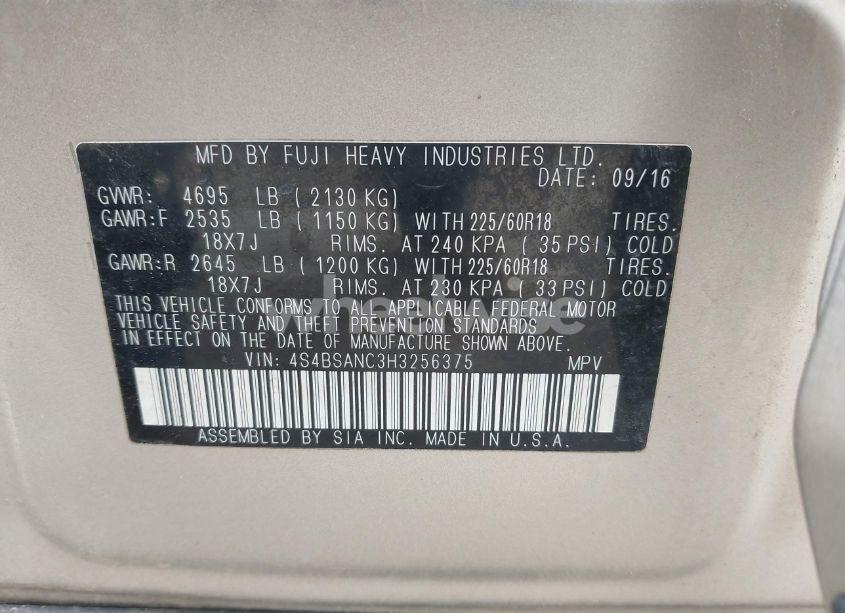 MFD BY FUJI HEAVY INDUSTRIES LTD.
DATE: 09/16
GVWR: 4695 LB ( 2130 KG)
GAWR:F 2535 LB ( 1150 KG) WITH 225/60R18 TIRES.
18X7J RIMS. AT 240 KPA ( 35 PSI) COLD
GAWR:R 2645 LB ( 1200 KG) WITH 225/60R18 TIRES.
18X7J RIMS. AT 230 KPA ( 33 PSI) COLD
THIS VEHICLE CONFORMS TO ALL APPLICABLE FEDERAL MOTOR
VEHICLE SAFETY AND THEFT PREVENTION STANDARDS
IN EFFECT ON THE DATE OF MANUFACTURE SHOWN ABOVE.
wheelwise
VIN: 4S4BSANC3H3256375 MPV
ASSEMBLED BY SIA INC. MADE IN U.S.A.